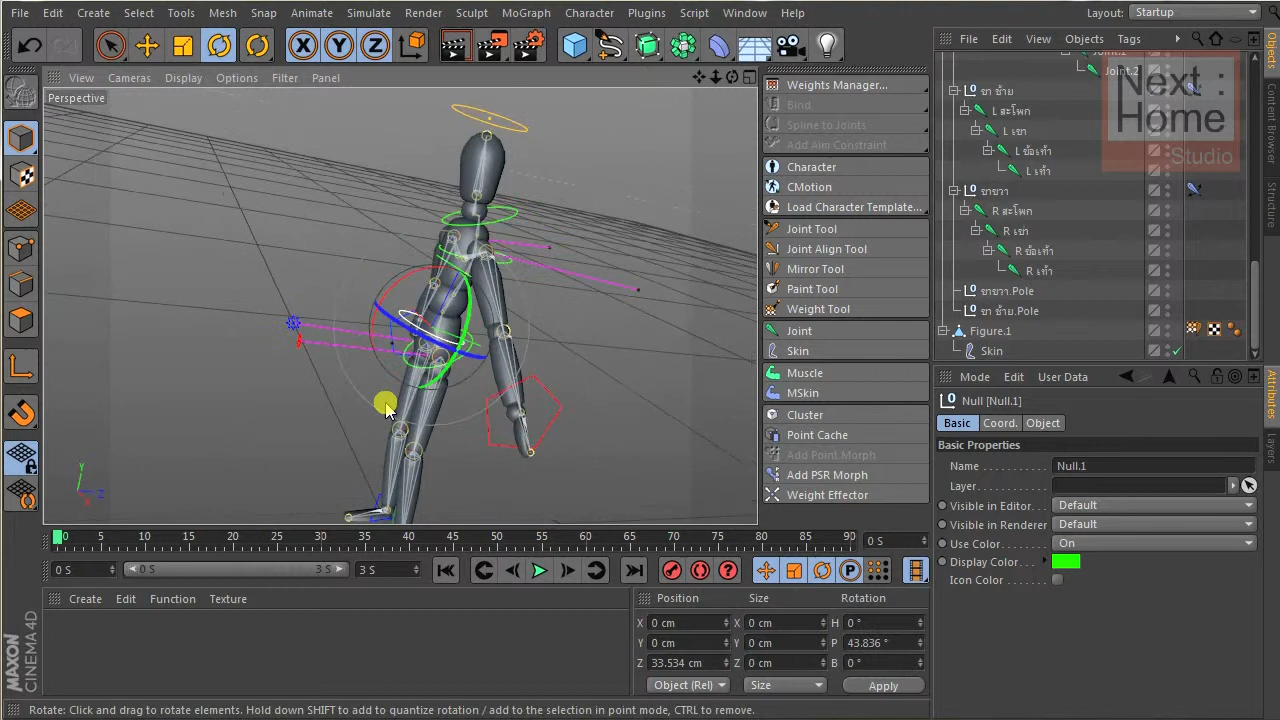 File Edit Create Select Tools Mesh Snap Animate Simulate Render Sculpt MoGraph Character Plugins Script Window Help Layout: Startup
X Y Z
File Edit View Objects Tags
View Cameras Display Options Filter Panel
Perspective
Weights Manager...
Bind
Spline to Joints
Add Aim Constraint
Character
CMotion
Load Character Template...
Joint Tool
Joint Align Tool
Mirror Tool
Paint Tool
Weight Tool
Joint
Skin
Muscle
MSkin
Cluster
Point Cache
Add Point Morph
Add PSR Morph
Weight Effector
Joint.2
ขา ซ้าย
L สะโพก
L เขา
L ข้อเท้า
L เท้า
ขาขวา
R สะโพก
R เข่า
R ข้อเท้า
R เท้า
ขาขวา.Pole
ขา ซ้าย.Pole
Figure.1
Skin
Next :
Home
Studio
Objects
Content Browser
Structure
Attributes
Layers
Mode Edit User Data
Null [Null.1]
Basic Coord. Object
Basic Properties
Name Null.1
Layer
Visible in Editor Default
Visible in Renderer Default
Use Color On
Display Color
Icon Color
Y Z X
0 5 10 15 20 25 30 35 40 45 50 55 60 65 70 75 80 85 90 0 S
0 S 0 S 3 S 3 S
Create Edit Function Texture
Position Size Rotation
X 0 cm X 0 cm H 0 °
Y 0 cm Y 0 cm P 43.836 °
Z 33.534 cm Z 0 cm B 0 °
Object (Rel) Size Apply
MAXON
CINEMA 4D
Rotate: Click and drag to rotate elements. Hold down SHIFT to add to quantize rotation / add to the selection in point mode, CTRL to remove.